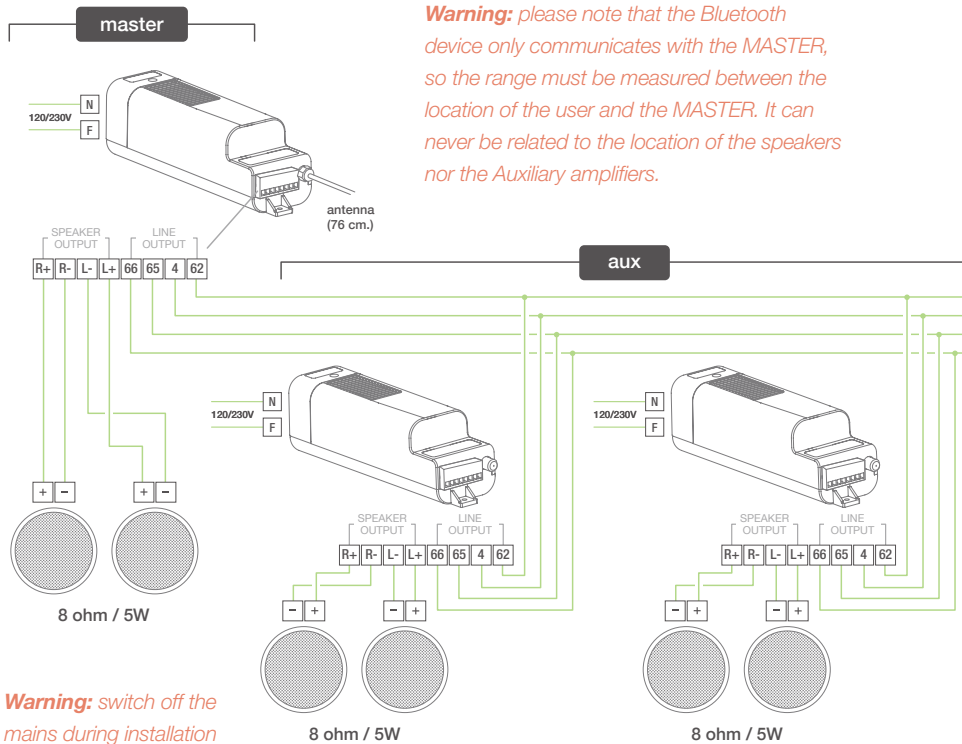 master
Warning: please note that the Bluetooth
device only communicates with the MASTER,
so the range must be measured between the
location of the user and the MASTER. It can
never be related to the location of the speakers
nor the Auxiliary amplifiers.
N
120/230V
F
antenna
(76 cm.)
SPEAKER OUTPUT
LINE OUTPUT
R+ R- L- L+ 66 65 4 62
aux
N
120/230V
F
N
120/230V
F
+ − + −
8 ohm / 5W
SPEAKER OUTPUT
LINE OUTPUT
R+ R- L- L+ 66 65 4 62
− + − +
8 ohm / 5W
SPEAKER OUTPUT
LINE OUTPUT
R+ R- L- L+ 66 65 4 62
− + − +
8 ohm / 5W
Warning: switch off the
mains during installation